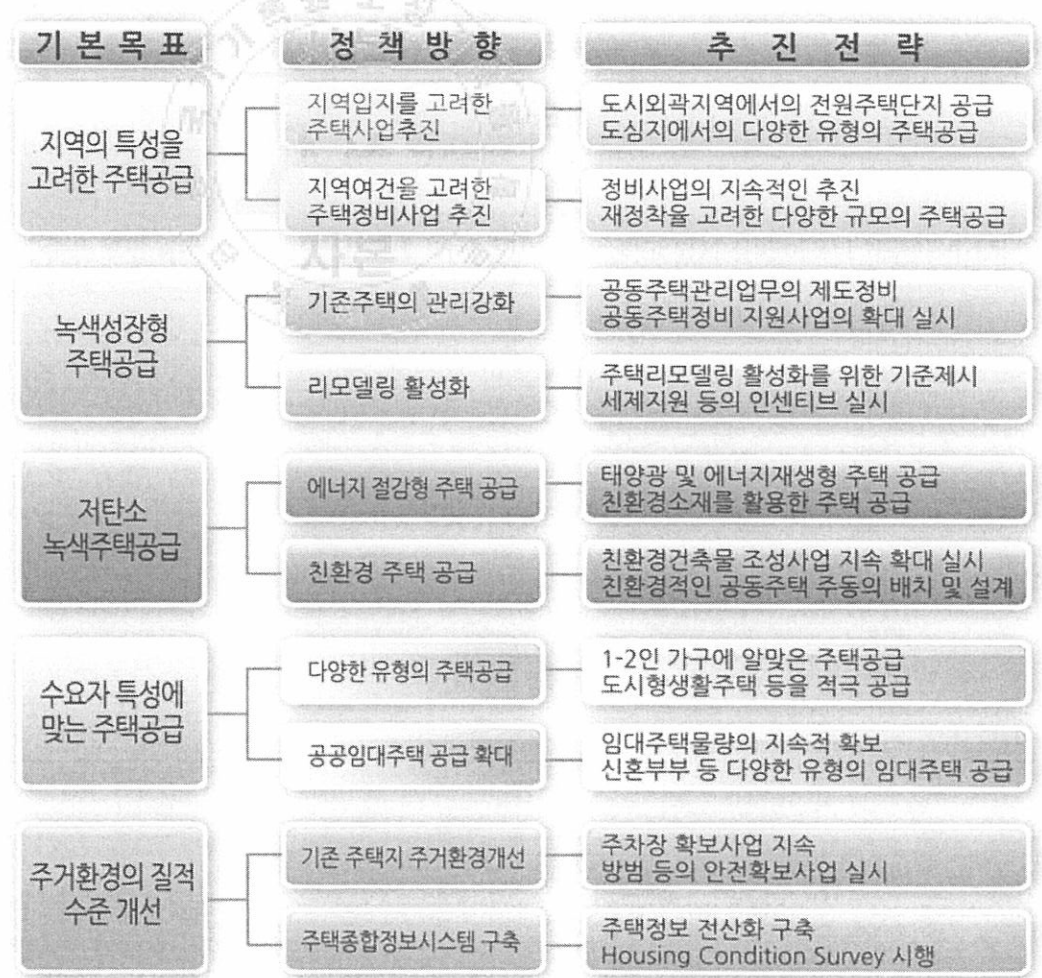 기본목표 정책방향 추진전략
지역의 특성을
고려한 주택공급
지역입지를 고려한
주택사업추진
도시외곽지역에서의 전원주택단지 공급
도심지에서의 다양한 유형의 주택공급
지역여건을 고려한
주택정비사업 추진
정비사업의 지속적인 추진
재정착율 고려한 다양한 규모의 주택공급
사본
녹색성장형
주택공급
기존주택의 관리강화
공동주택관리업무의 제도정비
공동주택정비 지원사업의 확대 실시
리모델링 활성화
주택리모델링 활성화를 위한 기준제시
세제지원 등의 인센티브 실시
저탄소
녹색주택공급
에너지 절감형 주택 공급
태양광 및 에너지재생형 주택 공급
친환경소재를 활용한 주택 공급
친환경 주택 공급
친환경건축물 조성사업 지속 확대 실시
친환경적인 공동주택 주동의 배치 및 설계
수요자 특성에
맞는 주택공급
다양한 유형의 주택공급
1-2인 가구에 알맞은 주택공급
도시형생활주택 등을 적극 공급
공공임대주택 공급 확대
임대주택물량의 지속적 확보
신혼부부 등 다양한 유형의 임대주택 공급
주거환경의 질적
수준 개선
기존 주택지 주거환경개선
주차장 확보사업 지속
방범 등의 안전확보사업 실시
주택종합정보시스템 구축
주택정보 전산화 구축
Housing Condition Survey 시행